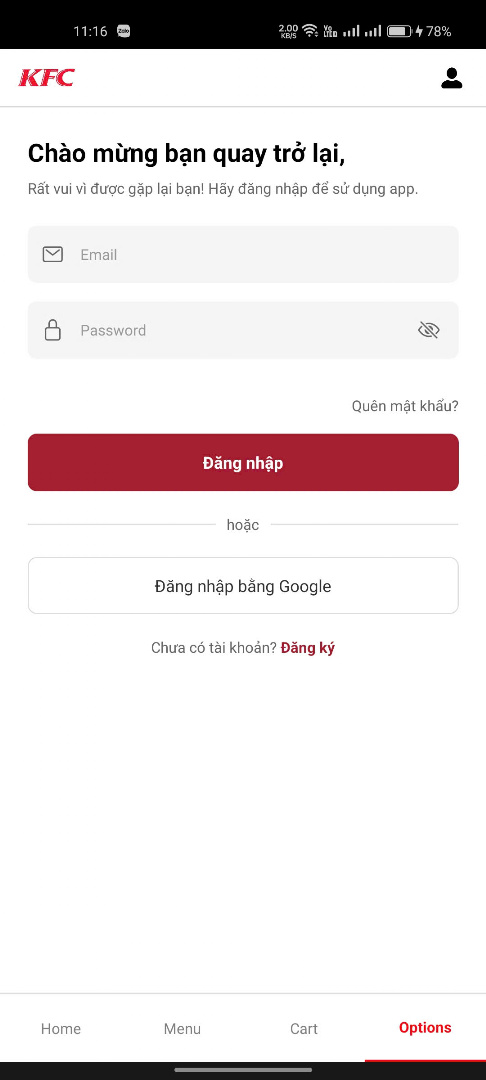 11:16 Zalo 2.00 KB/S Vo LTE 78%
KFC
Chào mừng bạn quay trở lại,
Rất vui vì được gặp lại bạn! Hãy đăng nhập để sử dụng app.
Email
Password
Quên mật khẩu?
Đăng nhập
hoặc
Đăng nhập bằng Google
Chưa có tài khoản? Đăng ký
Home Menu Cart Options